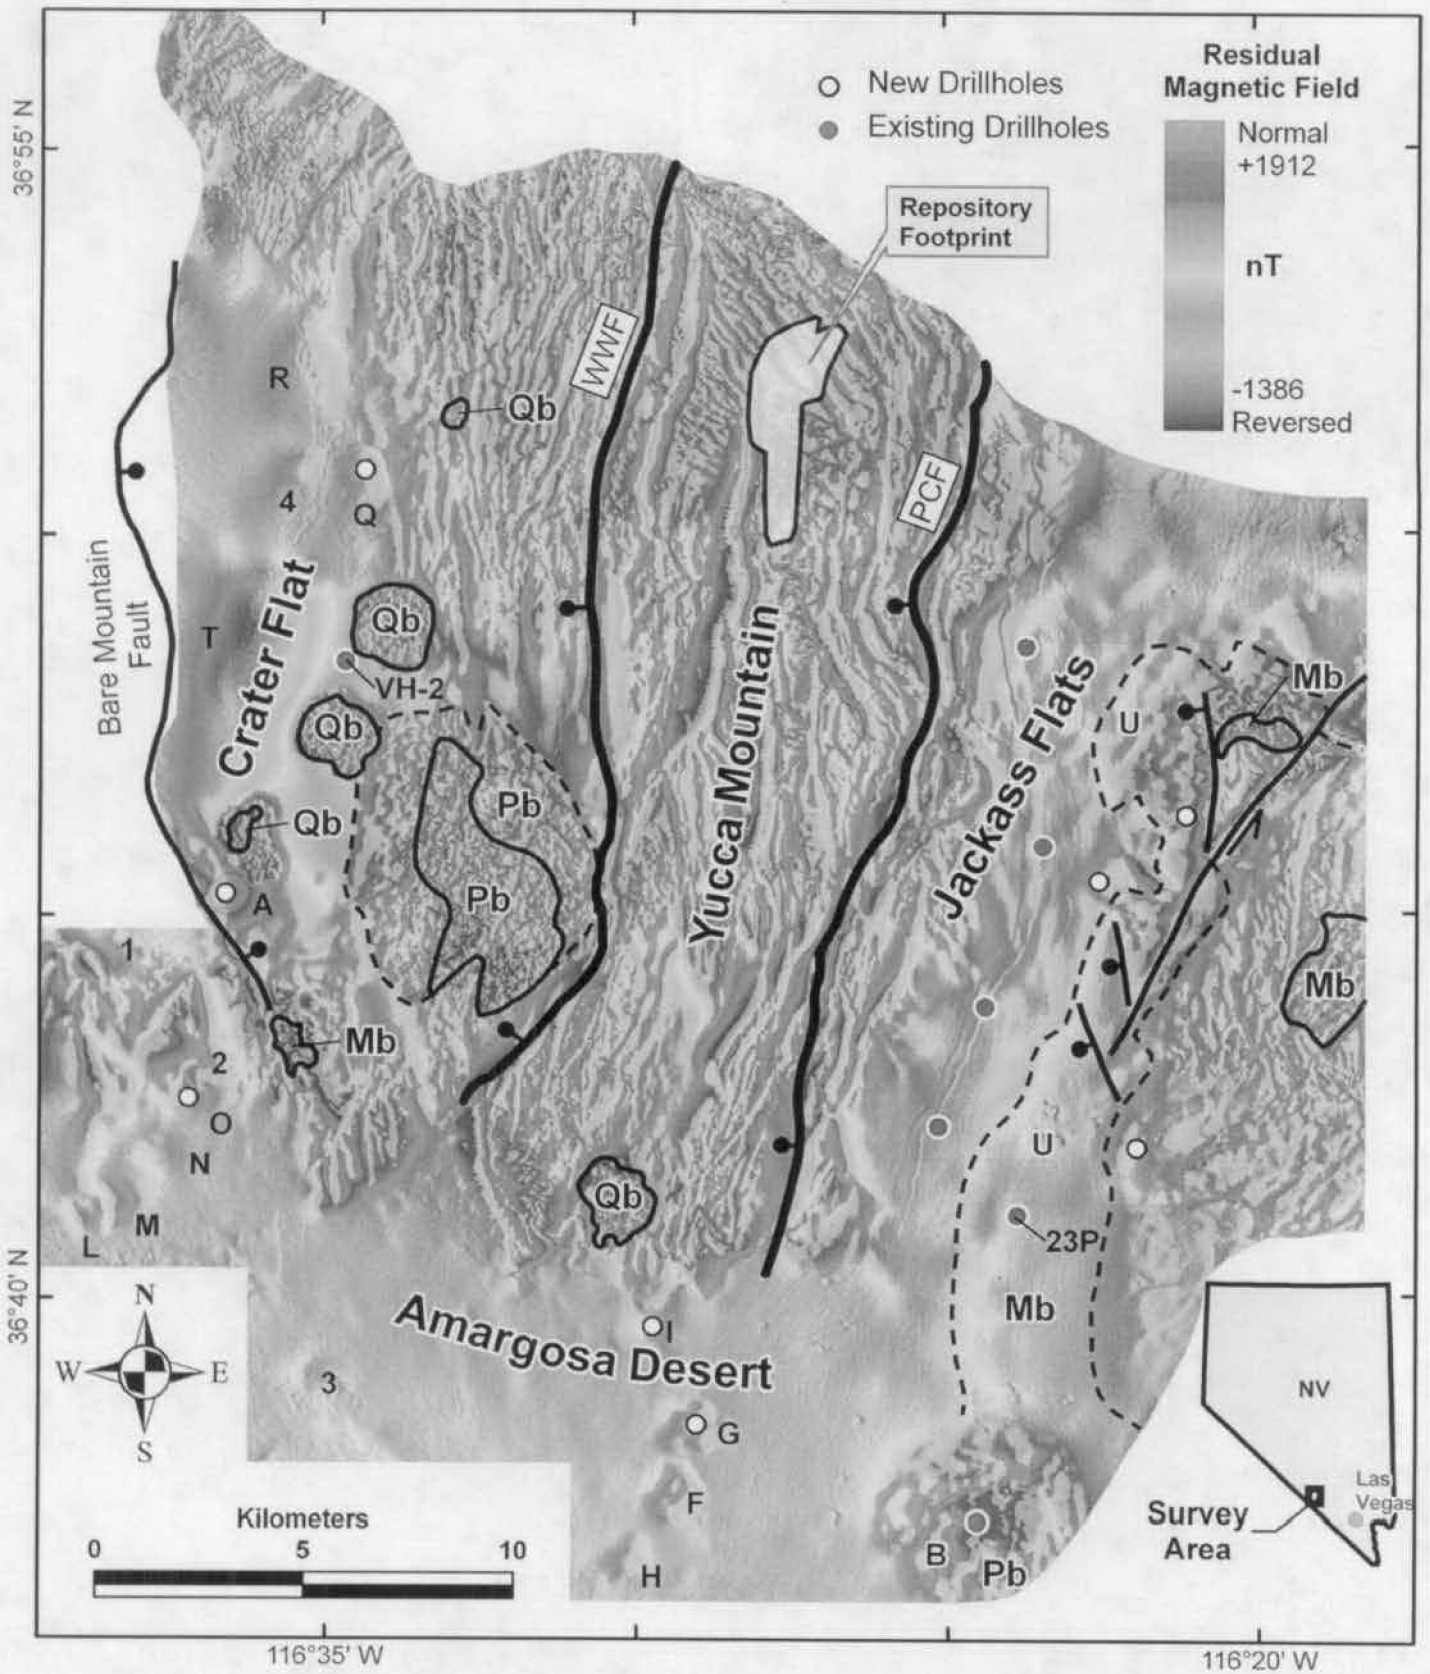 Residual
Magnetic Field
New Drillholes
Existing Drillholes
Normal
+1912
nT
-1386
Reversed
36°55' N
Repository
Footprint
WWF
R
Qb
4
Q
PCF
Bare Mountain
Fault
T
Crater Flat
Qb
VH-2
Qb
Yucca Mountain
Jackass Flats
U
Mb
Qb
Pb
Pb
A
1
Mb
Mb
2
O
N
U
Qb
M
L
23P
Mb
36°40' N
N
W
E
S
Amargosa Desert
I
3
G
F
H
B
Pb
NV
Las
Vegas
Survey
Area
Kilometers
0
5
10
116°35' W
116°20' W